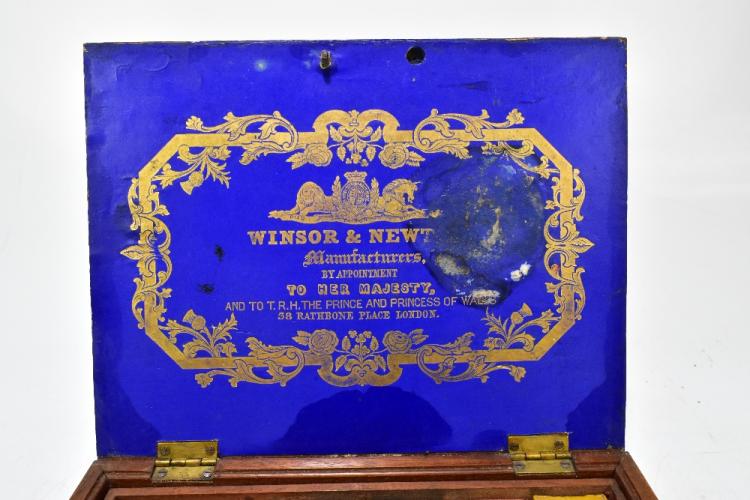 WINSOR & NEWT
Manufacturers,
BY APPOINTMENT
TO HER MAJESTY,
AND TO T.R.H. THE PRINCE AND PRINCESS OF WALES
38 RATHBONE PLACE LONDON.